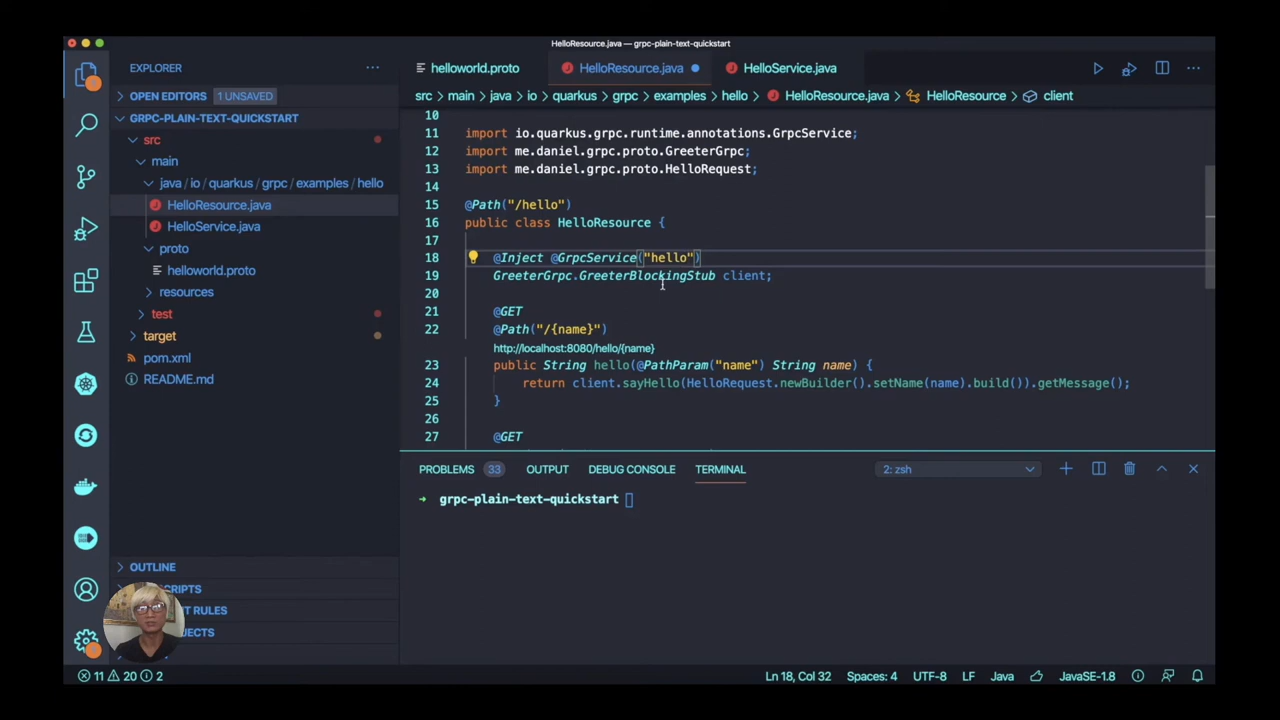 HelloResource.java — grpc-plain-text-quickstart
EXPLORER
OPEN EDITORS 1 UNSAVED
GRPC-PLAIN-TEXT-QUICKSTART
src
main
java / io / quarkus / grpc / examples / hello
HelloResource.java
HelloService.java
proto
helloworld.proto
resources
test
target
pom.xml
README.md
OUTLINE
helloworld.proto HelloResource.java HelloService.java
src > main > java > io > quarkus > grpc > examples > hello > HelloResource.java > HelloResource > client
10
11 import io.quarkus.grpc.runtime.annotations.GrpcService;
12 import me.daniel.grpc.proto.GreeterGrpc;
13 import me.daniel.grpc.proto.HelloRequest;
14
15 @Path("/hello")
16 public class HelloResource {
17
18 @Inject @GrpcService("hello")
19 GreeterGrpc.GreeterBlockingStub client;
20
21 @GET
22 @Path("/{name}")
http://localhost:8080/hello/{name}
23 public String hello(@PathParam("name") String name) {
24 return client.sayHello(HelloRequest.newBuilder().setName(name).build()).getMessage();
25 }
26
27 @GET
PROBLEMS 33 OUTPUT DEBUG CONSOLE TERMINAL 2: zsh
→ grpc-plain-text-quickstart
11 20 2 Ln 18, Col 32 Spaces: 4 UTF-8 LF Java JavaSE-1.8